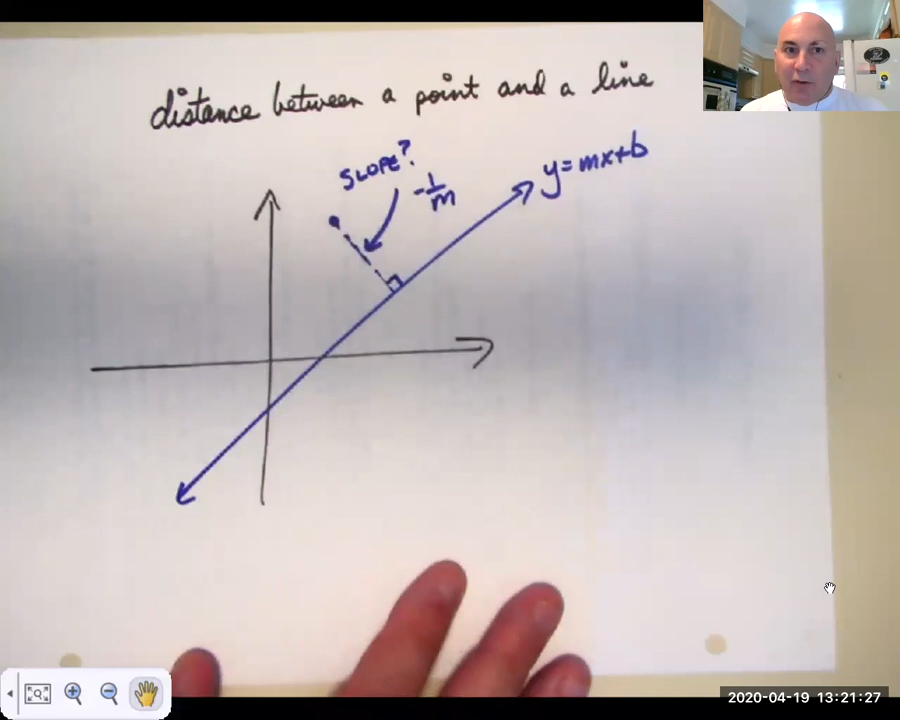 distance between a point and a line
SLOPE?
-1/m
y=mx+b
2020-04-19 13:21:27